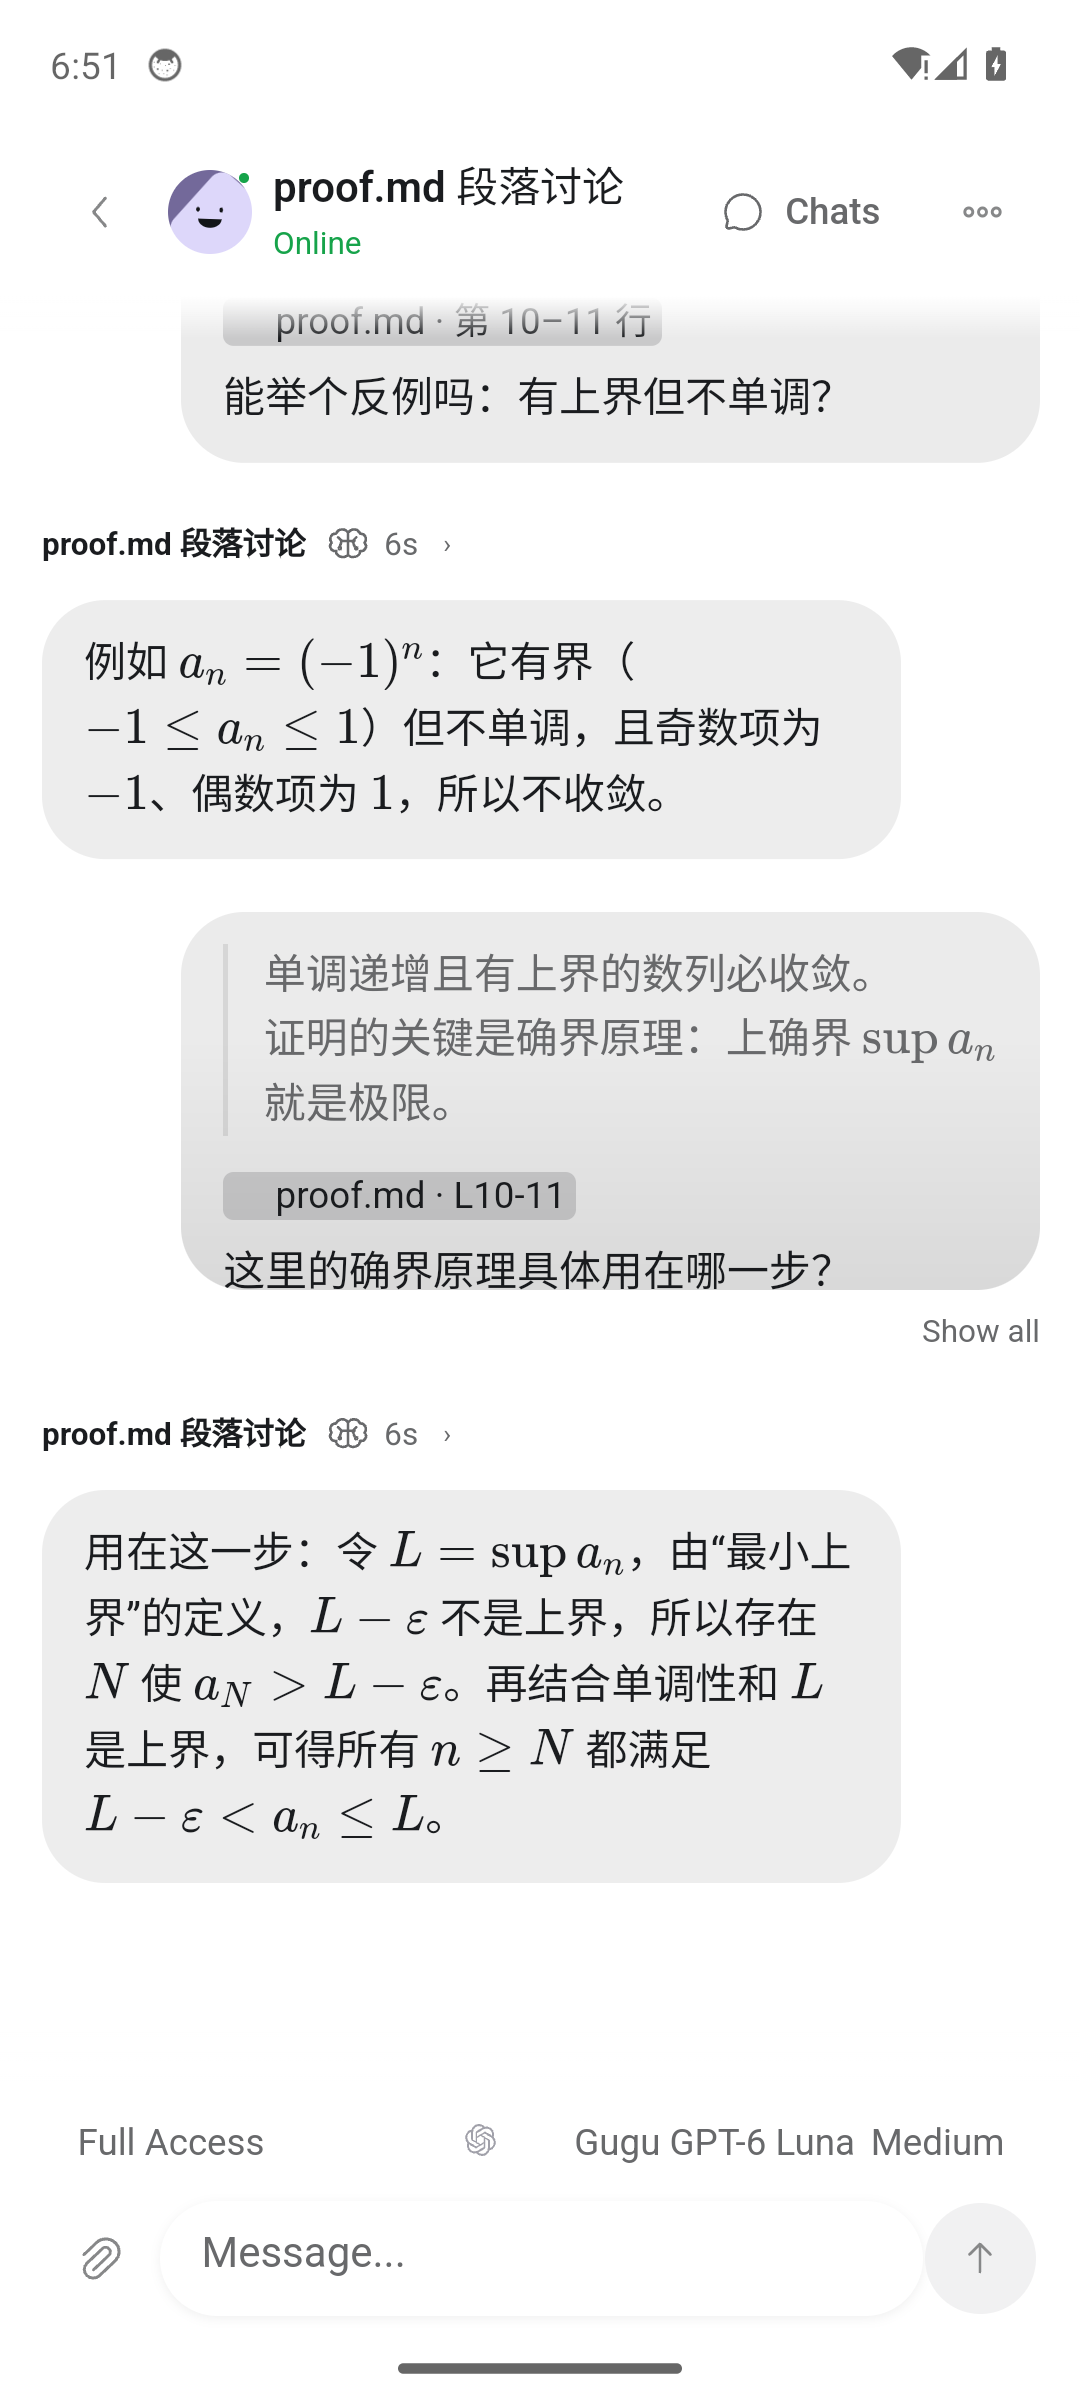 6:51
proof.md 段落讨论
Online
Chats
proof.md · 第 10–11 行
能举个反例吗：有上界但不单调？
proof.md 段落讨论 6s ›
例如 aₙ = (−1)ⁿ：它有界（
−1 ≤ aₙ ≤ 1）但不单调，且奇数项为
−1、偶数项为 1，所以不收敛。
单调递增且有上界的数列必收敛。
证明的关键是确界原理：上确界 sup aₙ
就是极限。
proof.md · L10-11
这里的确界原理具体用在哪一步？
Show all
proof.md 段落讨论 6s ›
用在这一步：令 L = sup aₙ，由“最小上
界”的定义，L − ε 不是上界，所以存在
N 使 a_N > L − ε。再结合单调性和 L
是上界，可得所有 n ≥ N 都满足
L − ε < aₙ ≤ L。
Full Access Gugu GPT-6 Luna Medium
Message...